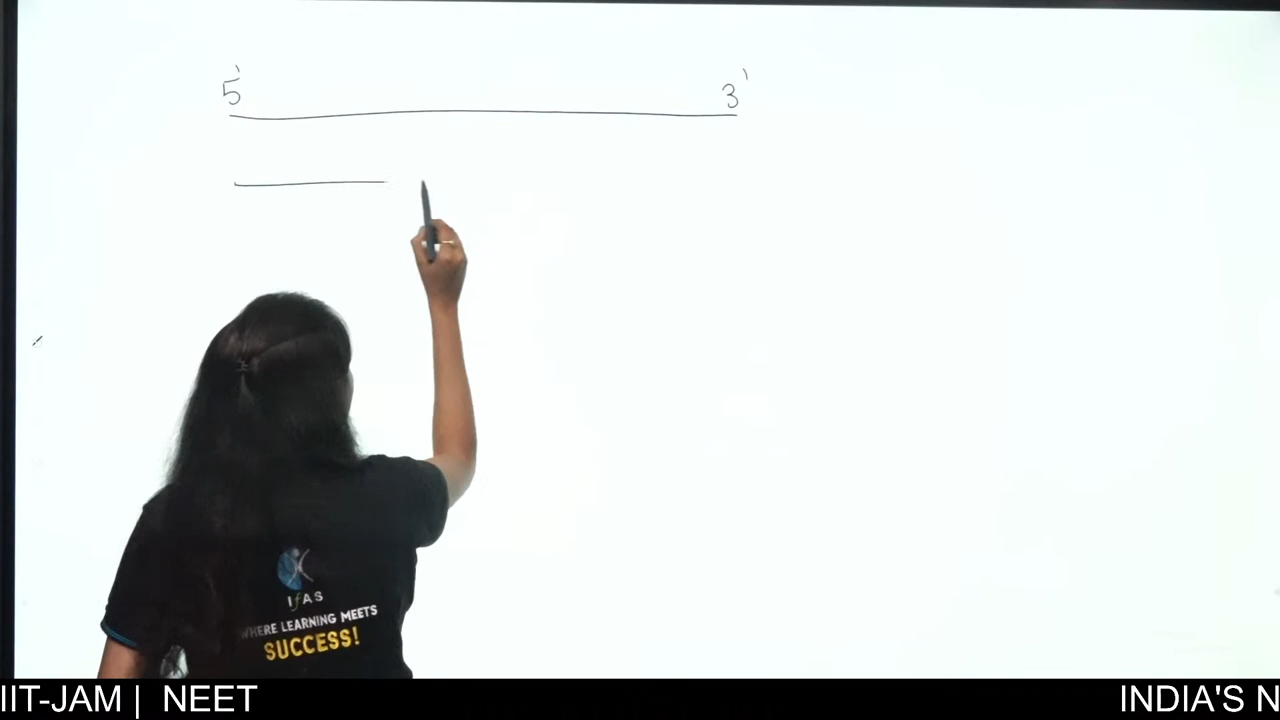 5' 3'
IfAS
WHERE LEARNING MEETS
SUCCESS!
IIT-JAM | NEET INDIA'S N